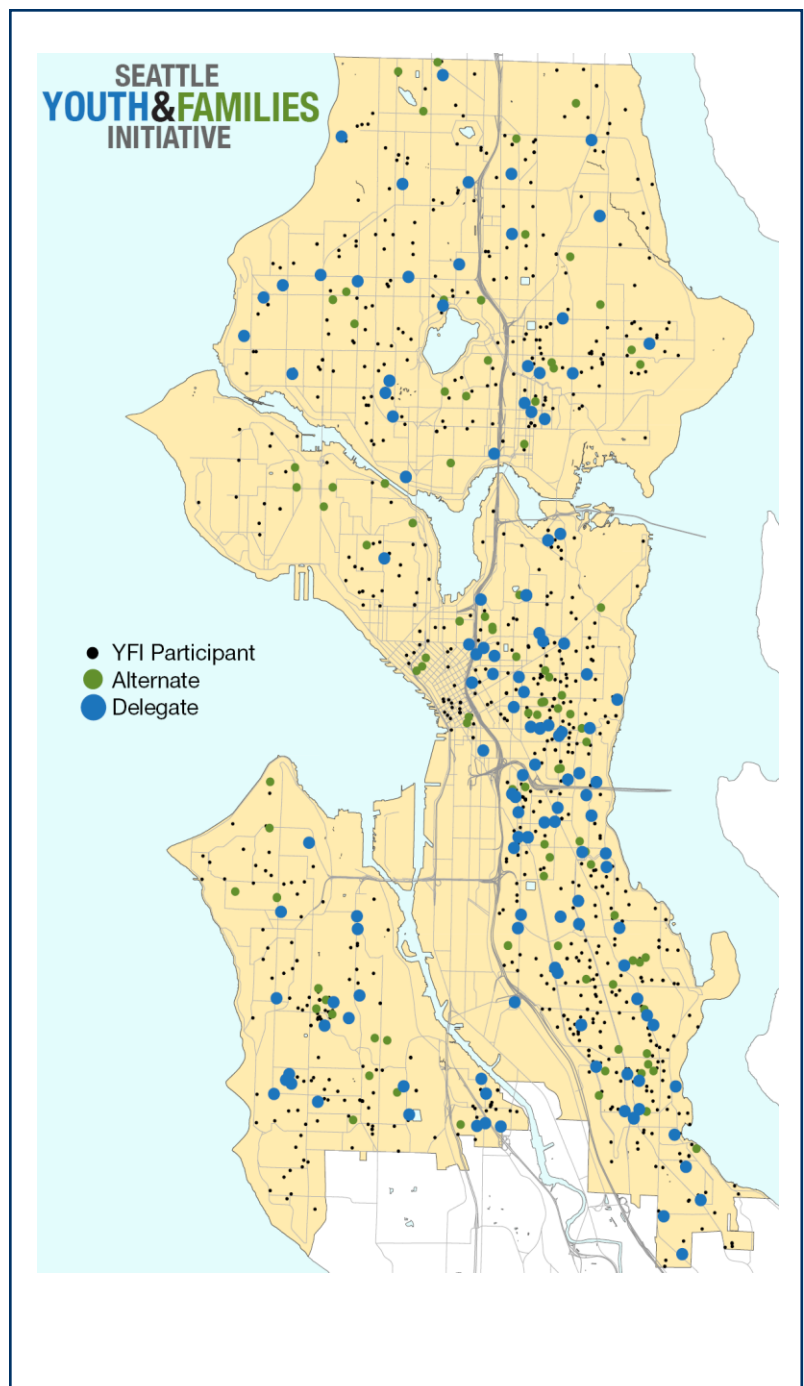 SEATTLE
YOUTH&FAMILIES
INITIATIVE
YFI Participant
Alternate
Delegate